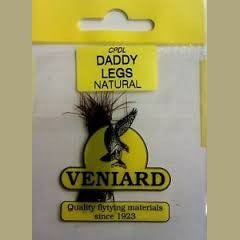 CPDL
DADDY
LEGS
NATURAL
VENIARD
Quality flytying materials
since 1923